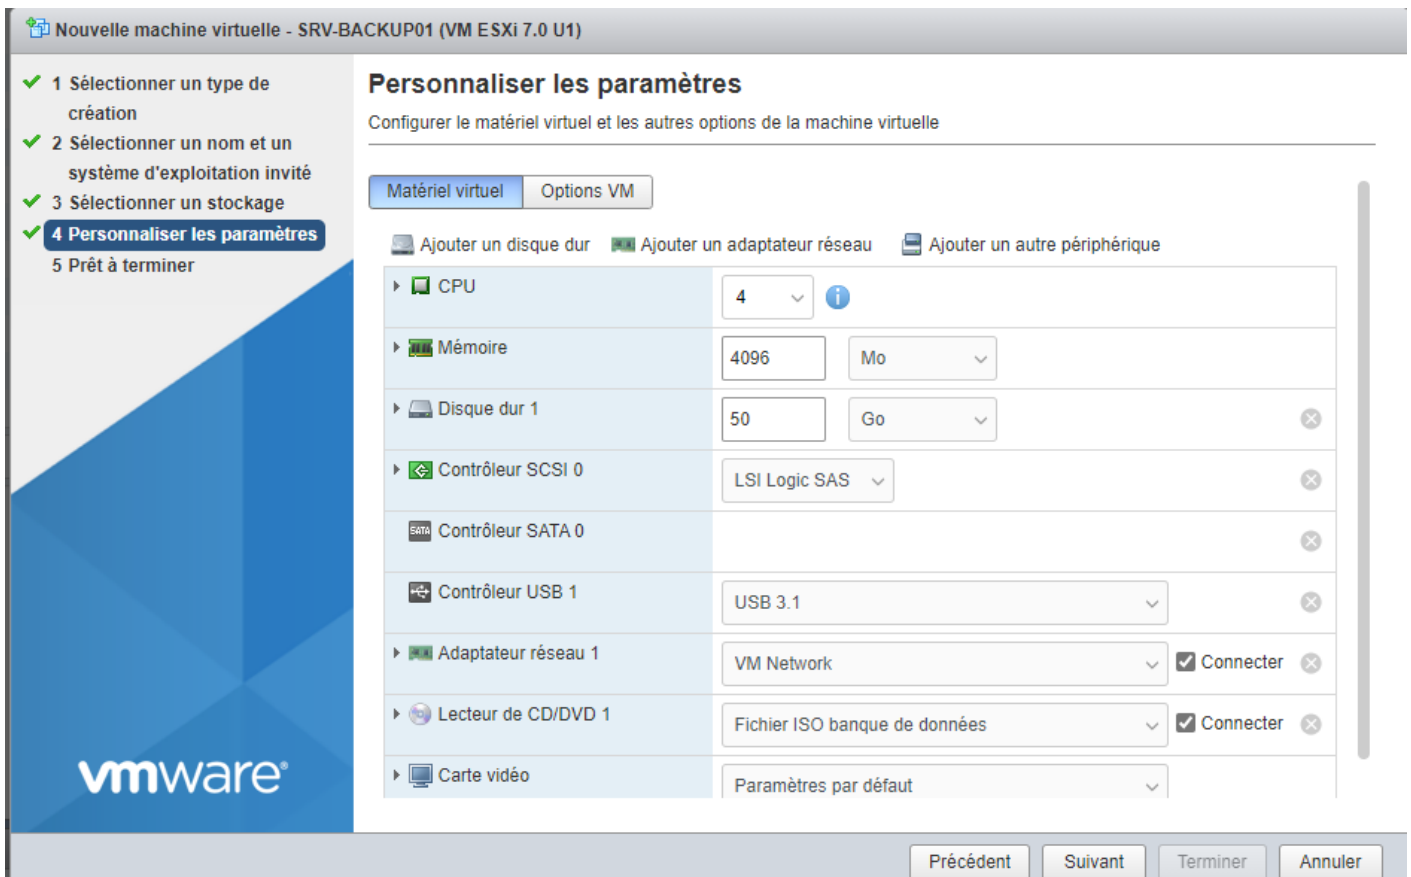 Nouvelle machine virtuelle - SRV-BACKUP01 (VM ESXi 7.0 U1)
1 Sélectionner un type de
création
2 Sélectionner un nom et un
système d'exploitation invité
3 Sélectionner un stockage
4 Personnaliser les paramètres
5 Prêt à terminer
vmware®
Personnaliser les paramètres
Configurer le matériel virtuel et les autres options de la machine virtuelle
Matériel virtuel Options VM
Ajouter un disque dur Ajouter un adaptateur réseau Ajouter un autre périphérique
CPU 4 i
Mémoire 4096 Mo
Disque dur 1 50 Go
Contrôleur SCSI 0 LSI Logic SAS
SATA Contrôleur SATA 0
Contrôleur USB 1 USB 3.1
Adaptateur réseau 1 VM Network Connecter
Lecteur de CD/DVD 1 Fichier ISO banque de données Connecter
Carte vidéo Paramètres par défaut
Précédent Suivant Terminer Annuler